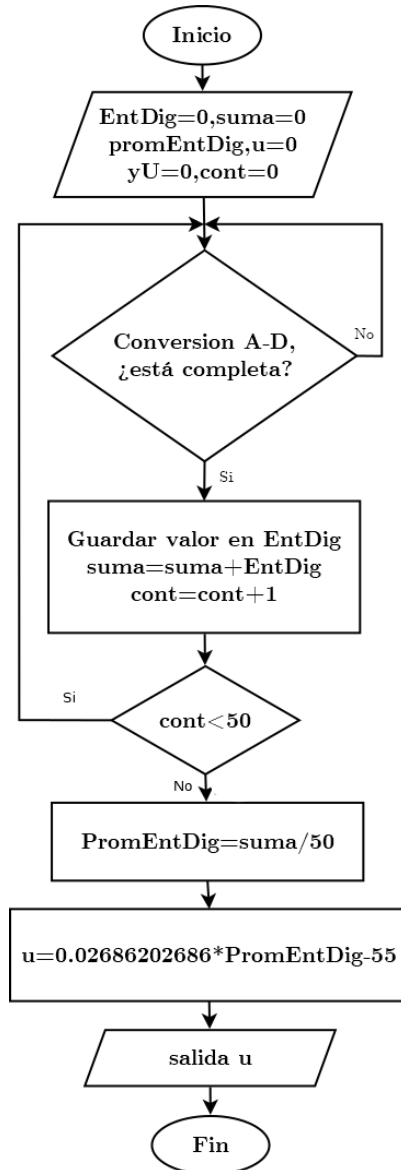 Inicio
EntDig=0,suma=0
promEntDig,u=0
yU=0,cont=0
Conversion A-D,
¿está completa?
No
Si
Guardar valor en EntDig
suma=suma+EntDig
cont=cont+1
Si
cont<50
No
PromEntDig=suma/50
u=0.02686202686*PromEntDig-55
salida u
Fin